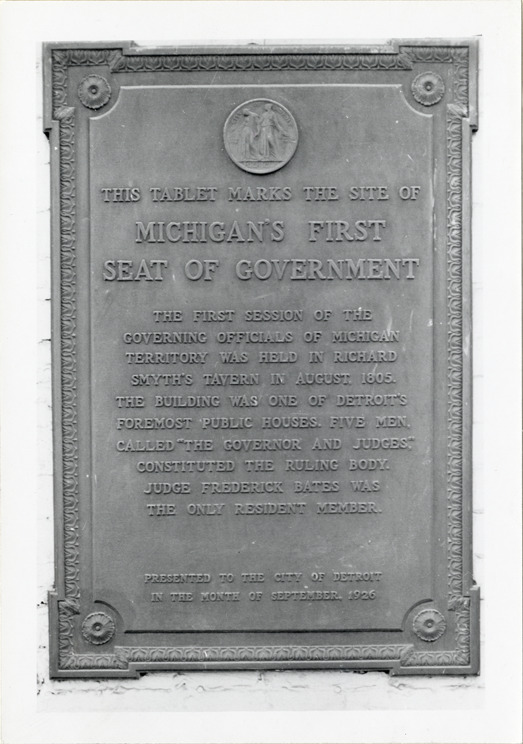 THIS TABLET MARKS THE SITE OF
MICHIGAN'S FIRST
SEAT OF GOVERNMENT
THE FIRST SESSION OF THE
GOVERNING OFFICIALS OF MICHIGAN
TERRITORY WAS HELD IN RICHARD
SMYTH'S TAVERN IN AUGUST, 1805.
THE BUILDING WAS ONE OF DETROIT'S
FOREMOST PUBLIC HOUSES. FIVE MEN,
CALLED "THE GOVERNOR AND JUDGES,"
CONSTITUTED THE RULING BODY.
JUDGE FREDERICK BATES WAS
THE ONLY RESIDENT MEMBER.
PRESENTED TO THE CITY OF DETROIT
IN THE MONTH OF SEPTEMBER, 1926